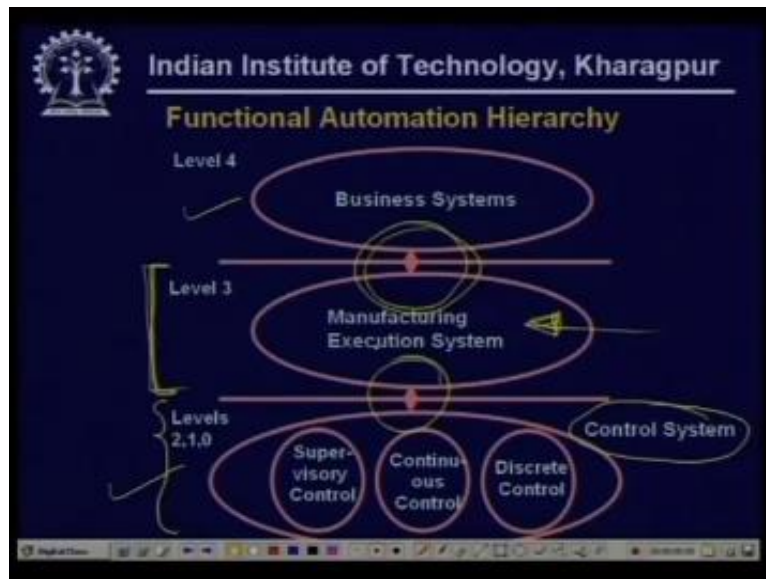 Indian Institute of Technology, Kharagpur
Functional Automation Hierarchy
Level 4
Business Systems
Level 3
Manufacturing
Execution System
Levels
2,1,0
Control System
Super-
visory
Control
Continu-
ous
Control
Discrete
Control